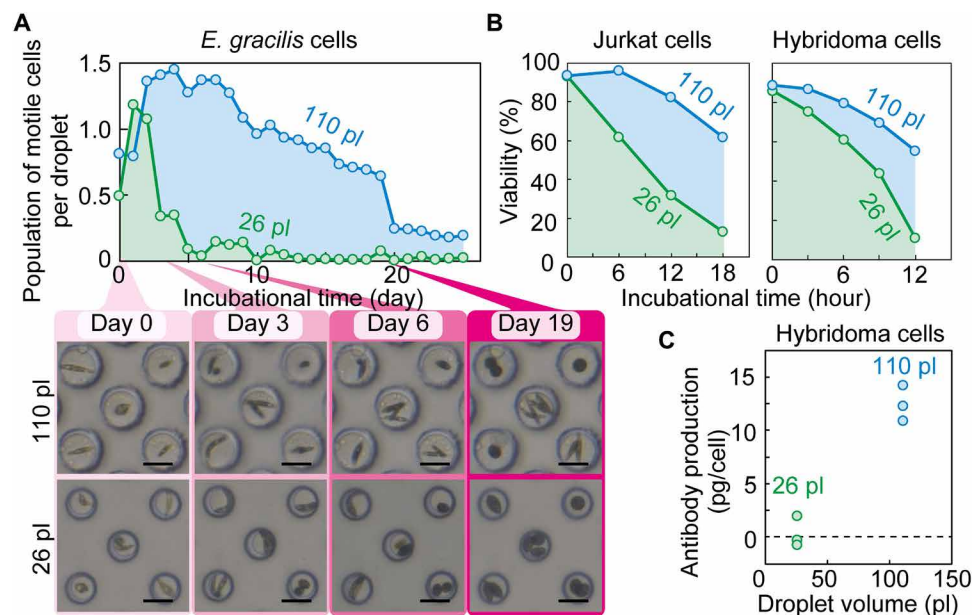 A
E. gracilis cells
Population of motile cells
per droplet
1.5
1.0
0.5
0
110 pl
26 pl
0
10
20
Incubational time (day)
Day 0
Day 3
Day 6
Day 19
110 pl
26 pl
B
Jurkat cells
Hybridoma cells
Viability (%)
100
80
60
40
20
0
110 pl
26 pl
110 pl
26 pl
0
6
12
18
0
6
12
Incubational time (hour)
C
Hybridoma cells
Antibody production
(pg/cell)
15
10
5
0
110 pl
26 pl
0
50
100
150
Droplet volume (pl)